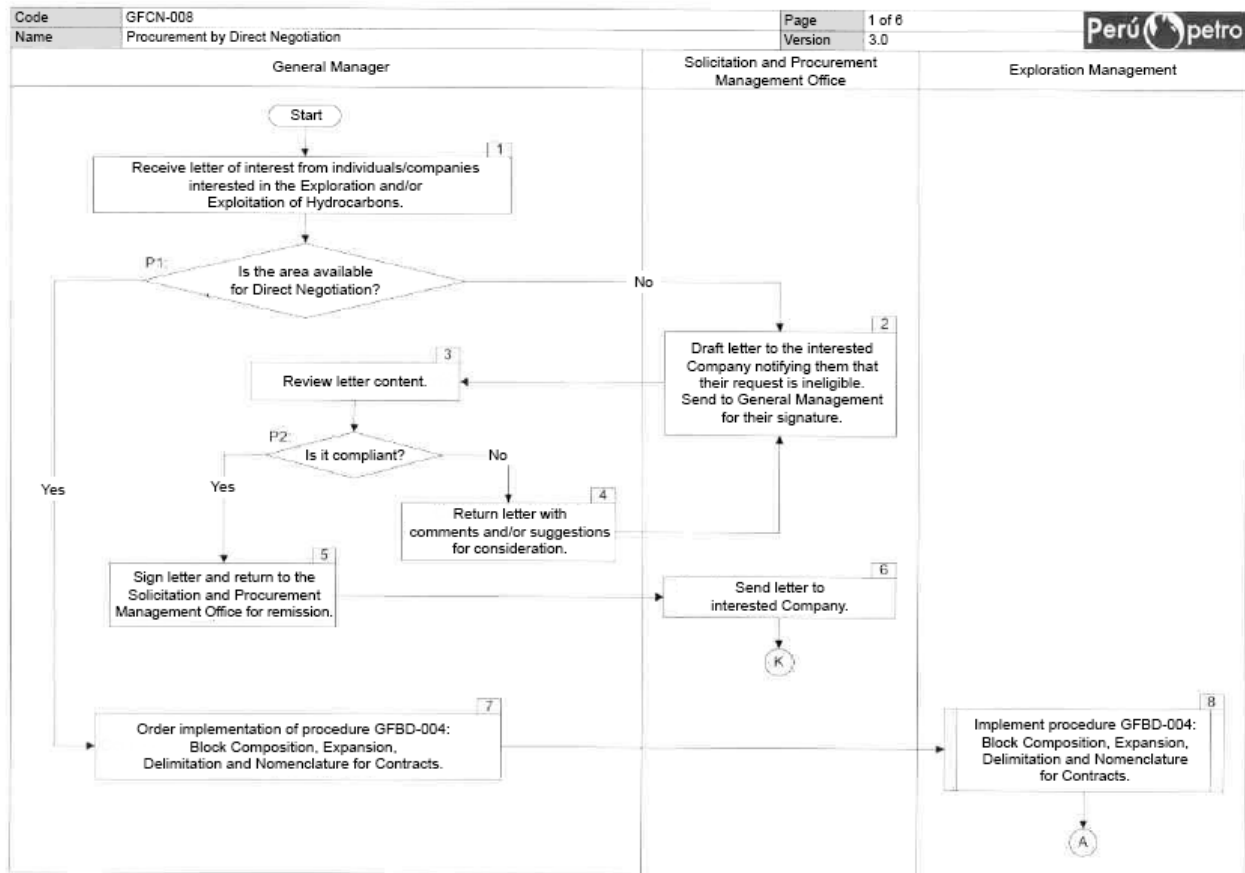 Code
GFCN-008
Page
1 of 6
Name
Procurement by Direct Negotiation
Version
3.0
Perú petro
General Manager
Solicitation and Procurement
Management Office
Exploration Management
Start
1
Receive letter of interest from individuals/companies
interested in the Exploration and/or
Exploitation of Hydrocarbons.
P1:
Is the area available
for Direct Negotiation?
No
2
Draft letter to the interested
Company notifying them that
their request is ineligible.
Send to General Management
for their signature.
3
Review letter content.
P2:
Is it compliant?
No
Yes
Yes
4
Return letter with
comments and/or suggestions
for consideration.
5
Sign letter and return to the
Solicitation and Procurement
Management Office for remission.
6
Send letter to
interested Company.
K
7
Order implementation of procedure GFBD-004:
Block Composition, Expansion,
Delimitation and Nomenclature for Contracts.
8
Implement procedure GFBD-004:
Block Composition, Expansion,
Delimitation and Nomenclature
for Contracts.
A